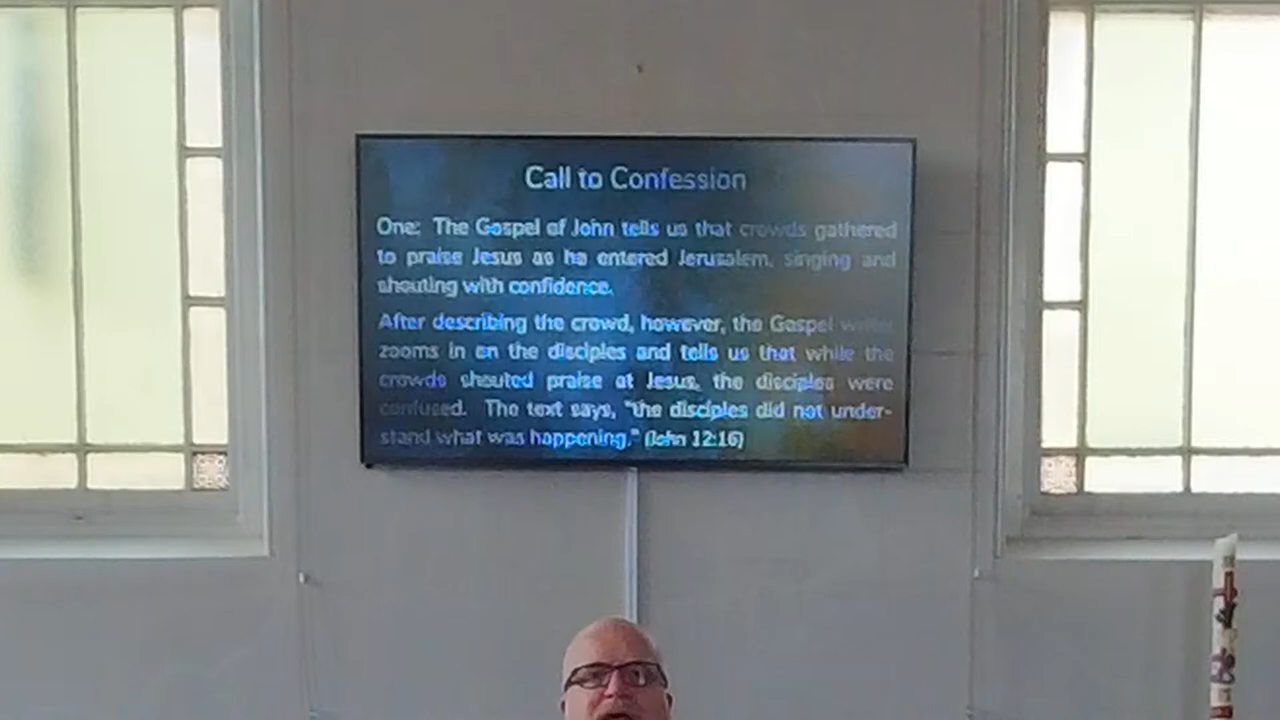 Call to Confession
One: The Gospel of John tells us that crowds gathered
to praise Jesus as he entered Jerusalem, singing and
shouting with confidence.
After describing the crowd, however, the Gospel writer
zooms in on the disciples and tells us that while the
crowds shouted praise at Jesus, the disciples were
confused. The text says, "the disciples did not under-
stand what was happening." (John 12:16)